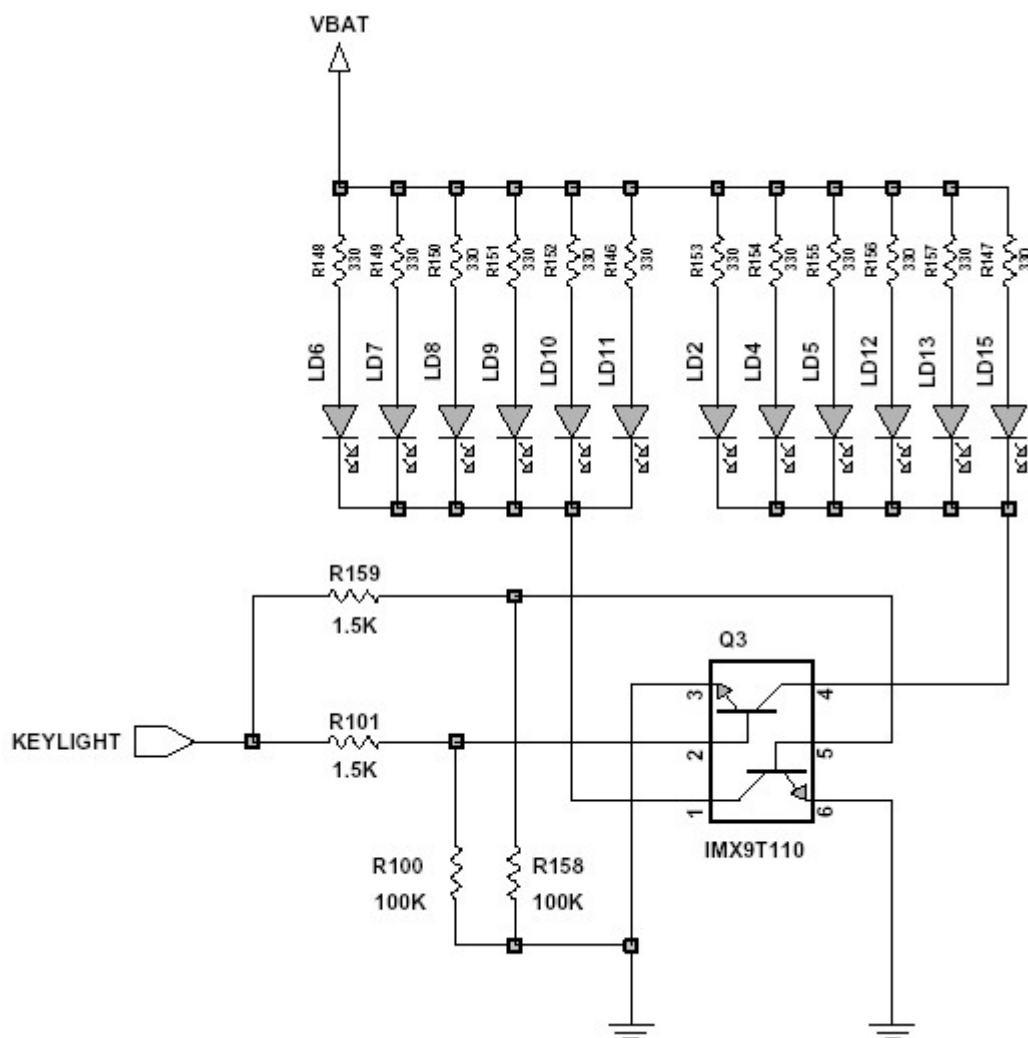 VBAT
R148 330
R149 330
R150 330
R151 330
R152 330
R146 330
R153 330
R154 330
R155 330
R156 330
R157 330
R147 330
LD6
LD7
LD8
LD9
LD10
LD11
LD2
LD4
LD5
LD12
LD13
LD15
R159
1.5K
Q3
3
4
KEYLIGHT
R101
1.5K
2
5
1
6
IMX9T110
R100
100K
R158
100K